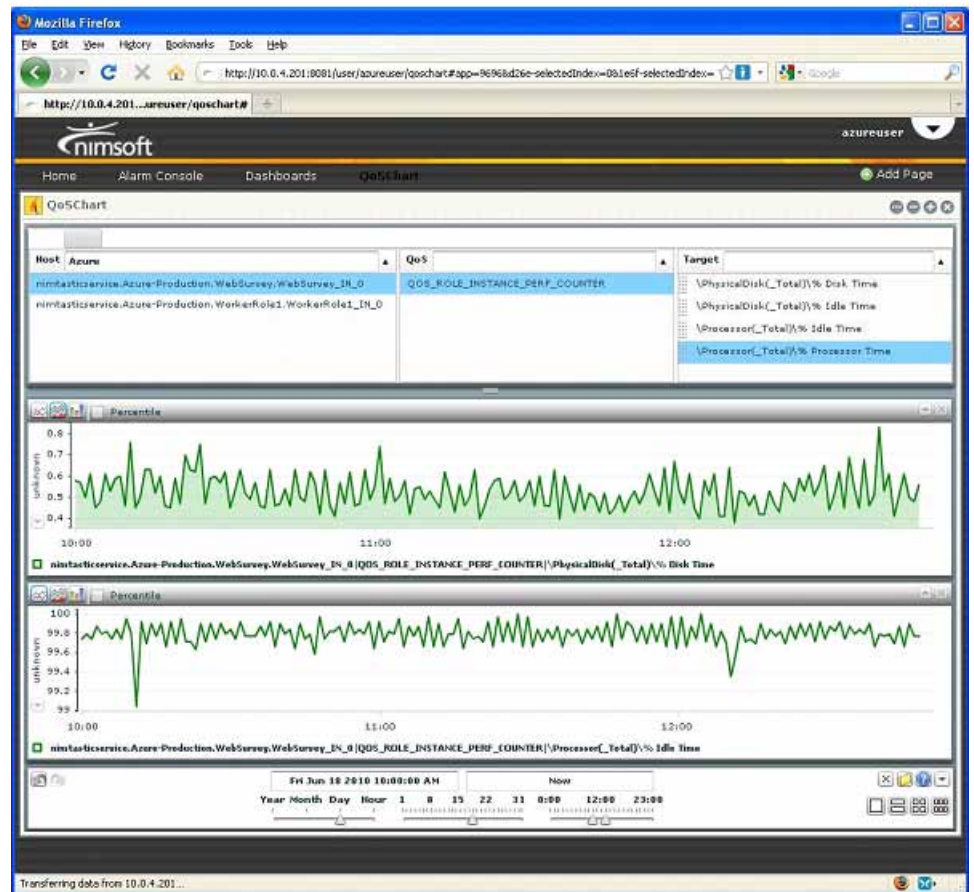 Mozilla Firefox
File Edit View History Bookmarks Tools Help
http://10.0.4.201:8081/user/azureuser/qoschart#app=96968d26e-selectedIndex=0&1e6f-selectedIndex= Google
http://10.0.4.201...ureuser/qoschart#
nimsoft azureuser
Home Alarm Console Dashboards QoSChart Add Page
QoSChart
Host Azure QoS Target
nimtasticservice.Azure-Production.WebSurvey.WebSurvey_IN_0 QOS_ROLE_INSTANCE_PERF_COUNTER \PhysicalDisk(_Total)\% Disk Time
nimtasticservice.Azure-Production.WorkerRole1.WorkerRole1_IN_0 \PhysicalDisk(_Total)\% Idle Time
\Processor(_Total)\% Idle Time
\Processor(_Total)\% Processor Time
Percentile
0.8
0.7
0.6
0.5
0.4
unknown
10:00 11:00 12:00
nimtasticservice.Azure-Production.WebSurvey.WebSurvey_IN_0|QOS_ROLE_INSTANCE_PERF_COUNTER|\PhysicalDisk(_Total)\% Disk Time
Percentile
100
99.8
99.6
99.4
99.2
99
unknown
10:00 11:00 12:00
nimtasticservice.Azure-Production.WebSurvey.WebSurvey_IN_0|QOS_ROLE_INSTANCE_PERF_COUNTER|\Processor(_Total)\% Idle Time
Fri Jun 18 2010 10:00:00 AM Now
Year Month Day Hour 1 8 15 22 31 0:00 12:00 23:00
Transferring data from 10.0.4.201...